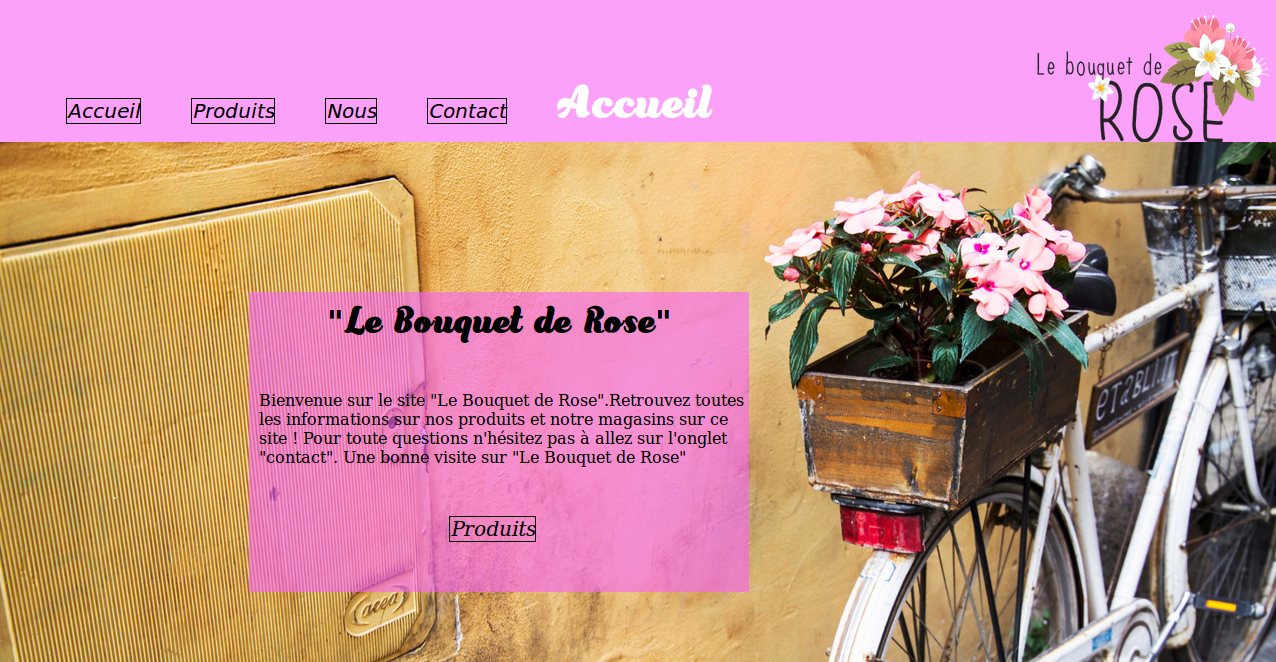 Le bouquet de
ROSE
Accueil Produits Nous Contact Accueil
"Le Bouquet de Rose"
Bienvenue sur le site "Le Bouquet de Rose".Retrouvez toutes
les informations sur nos produits et notre magasins sur ce
site ! Pour toute questions n'hésitez pas à allez sur l'onglet
"contact". Une bonne visite sur "Le Bouquet de Rose"
Produits